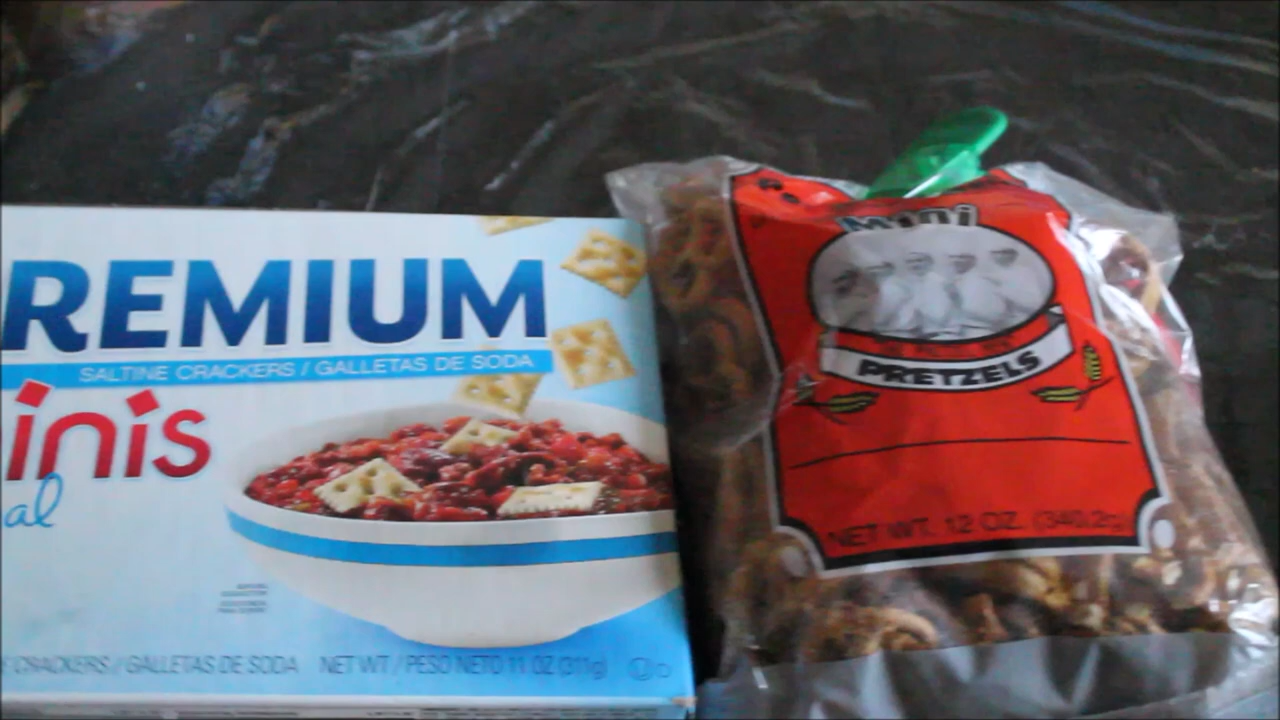 REMIUM
SALTINE CRACKERS / GALLETAS DE SODA
inis
al
E CRACKERS / GALLETAS DE SODA NET WT / PESO NETO 11 OZ (311g)
Mini
PRETZELS
NET WT. 12 OZ. (340.2g)